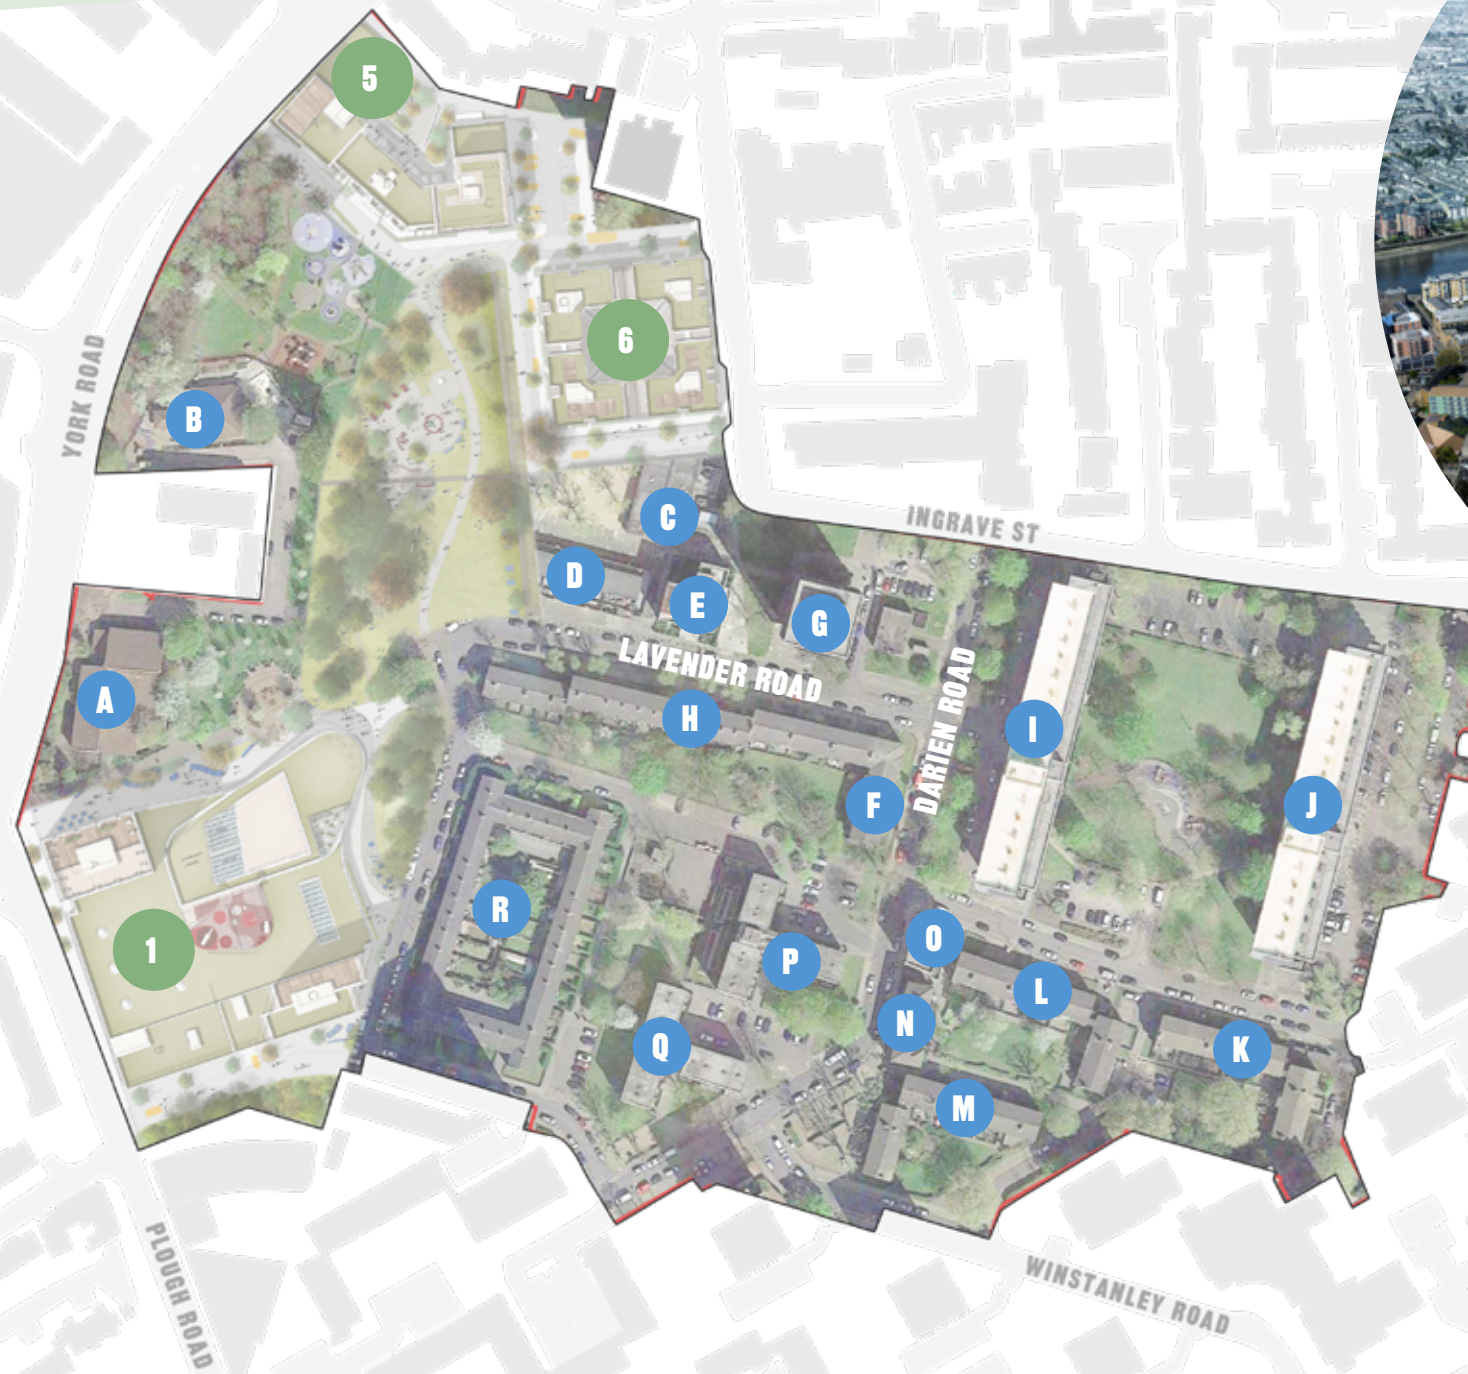 5
6
YORK ROAD
B
C
INGRAVE ST
D
E
G
LAVENDER ROAD
A
H
DARIEN ROAD
I
F
J
R
1
O
P
L
N
Q
K
M
PLOUGH ROAD
WINSTANLEY ROAD